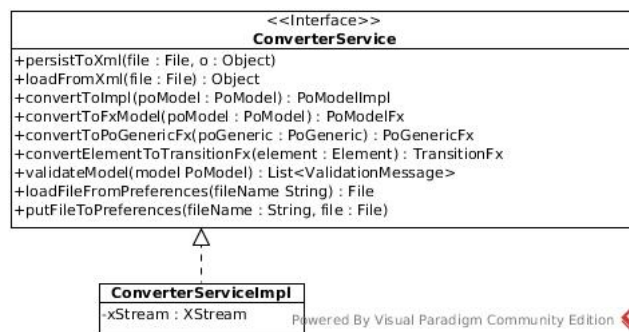 <<Interface>>
ConverterService
+persistToXml(file : File, o : Object)
+loadFromXml(file : File) : Object
+convertToImpl(poModel : PoModel) : PoModelImpl
+convertToFxModel(poModel : PoModel) : PoModelFx
+convertToPoGenericFx(poGeneric : PoGeneric) : PoGenericFx
+convertElementToTransitionFx(element : Element) : TransitionFx
+validateModel(model PoModel) : List<ValidationMessage>
+loadFileFromPreferences(fileName String) : File
+putFileToPreferences(fileName : String, file : File)
ConverterServiceImpl
-xStream : XStream
Powered By Visual Paradigm Community Edition